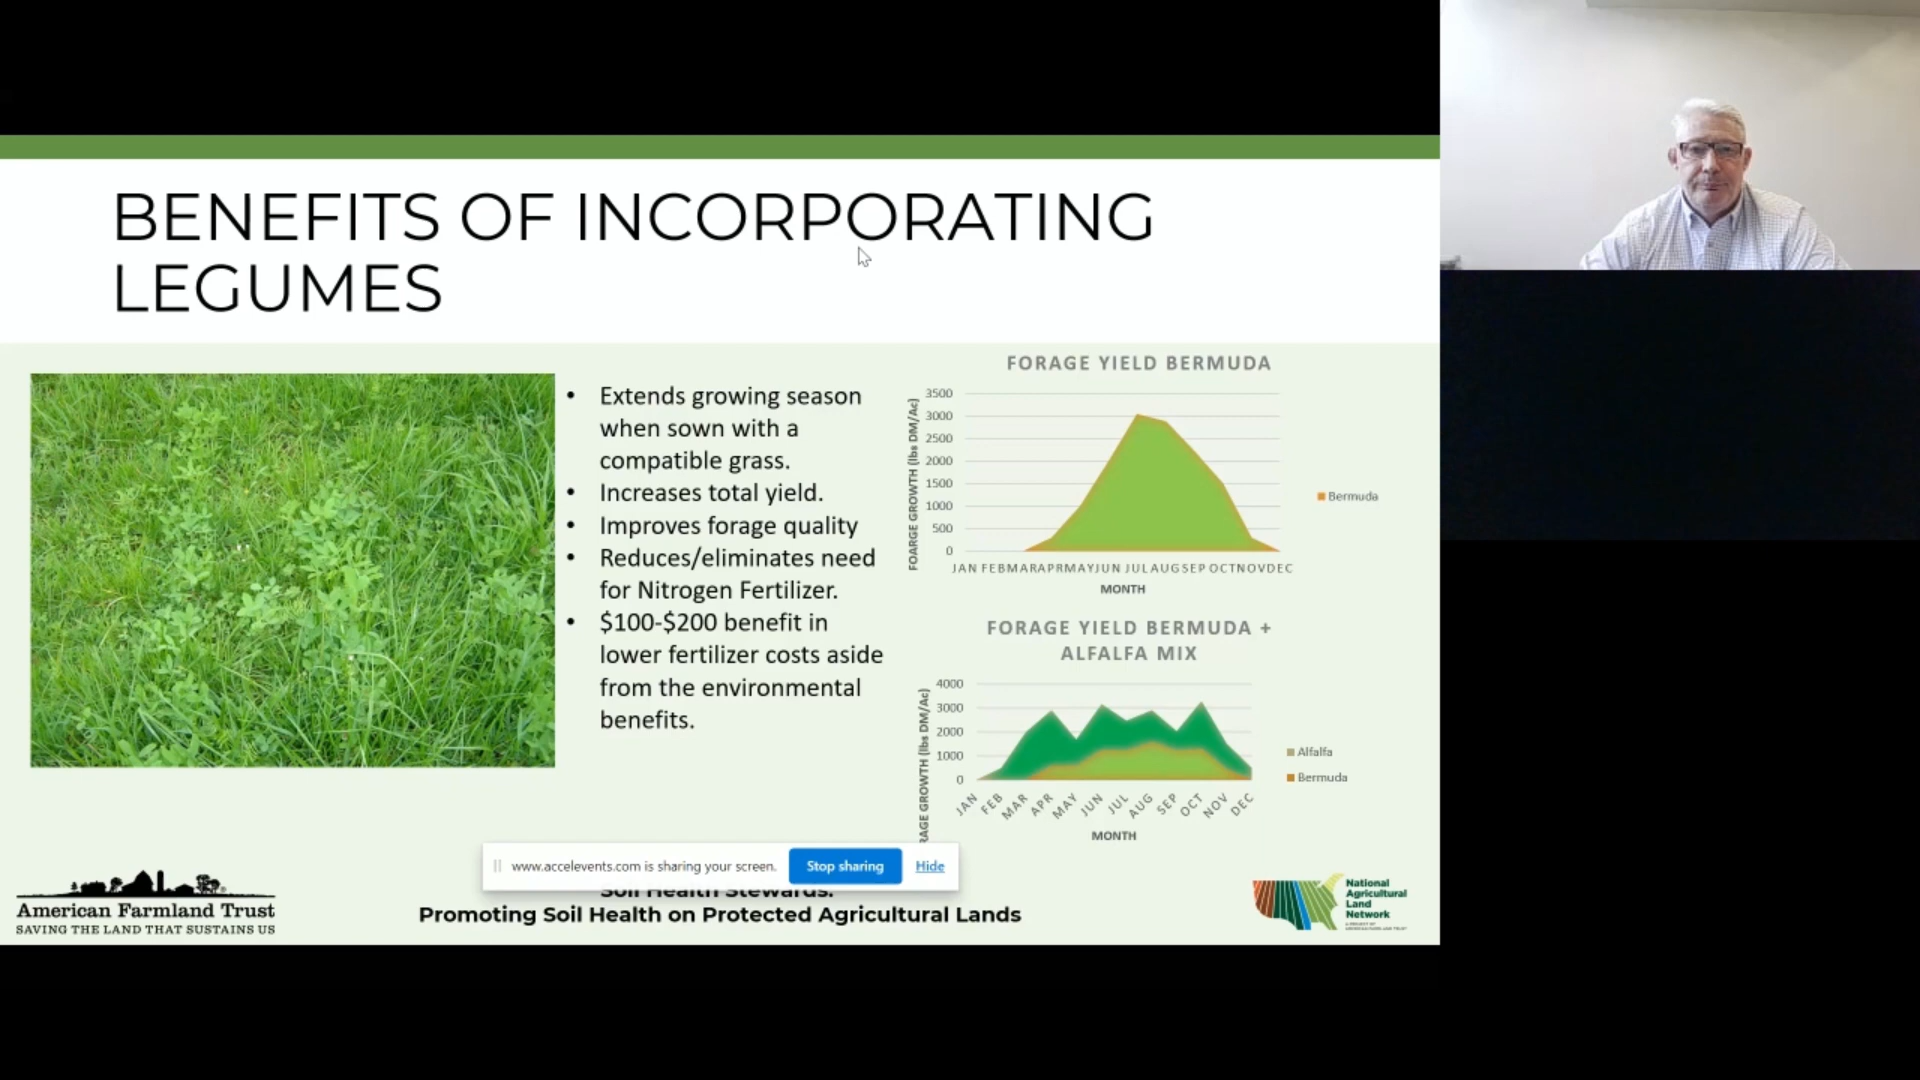 BENEFITS OF INCORPORATING
LEGUMES
• Extends growing season
when sown with a
compatible grass.
• Increases total yield.
• Improves forage quality
• Reduces/eliminates need
for Nitrogen Fertilizer.
• $100-$200 benefit in
lower fertilizer costs aside
from the environmental
benefits.
FORAGE YIELD BERMUDA
FOARGE GROWTH (lbs DM/Ac)
3500
3000
2500
2000
1500
1000
500
0
JAN FEB MAR APR MAY JUN JUL AUG SEP OCT NOV DEC
MONTH
Bermuda
FORAGE YIELD BERMUDA +
ALFALFA MIX
GROWTH (lbs DM/Ac)
4000
3000
2000
1000
0
JAN FEB MAR APR MAY JUN JUL AUG SEP OCT NOV DEC
MONTH
Alfalfa
Bermuda
www.accelevents.com is sharing your screen.
Stop sharing
Hide
Soil Health Stewards:
Promoting Soil Health on Protected Agricultural Lands
American Farmland Trust
SAVING THE LAND THAT SUSTAINS US
National
Agricultural
Land
Network